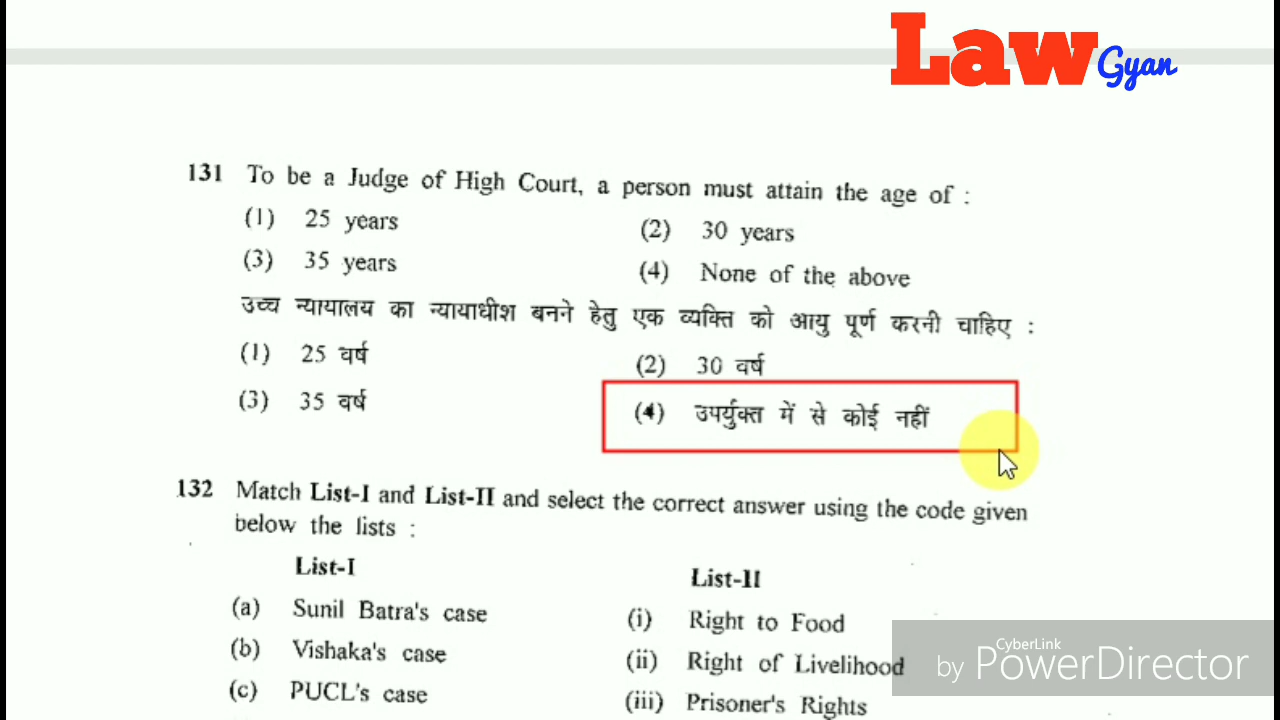 Law Gyan
131 To be a Judge of High Court, a person must attain the age of :
(1) 25 years (2) 30 years
(3) 35 years (4) None of the above
उच्च न्यायालय का न्यायाधीश बनने हेतु एक व्यक्ति को आयु पूर्ण करनी चाहिए :
(1) 25 वर्ष (2) 30 वर्ष
(3) 35 वर्ष (4) उपर्युक्त में से कोई नहीं
132 Match List-I and List-II and select the correct answer using the code given
below the lists :
List-I List-II
(a) Sunil Batra's case (i) Right to Food
(b) Vishaka's case (ii) Right of Livelihood
(c) PUCL's case (iii) Prisoner's Rights
CyberLink
by PowerDirector